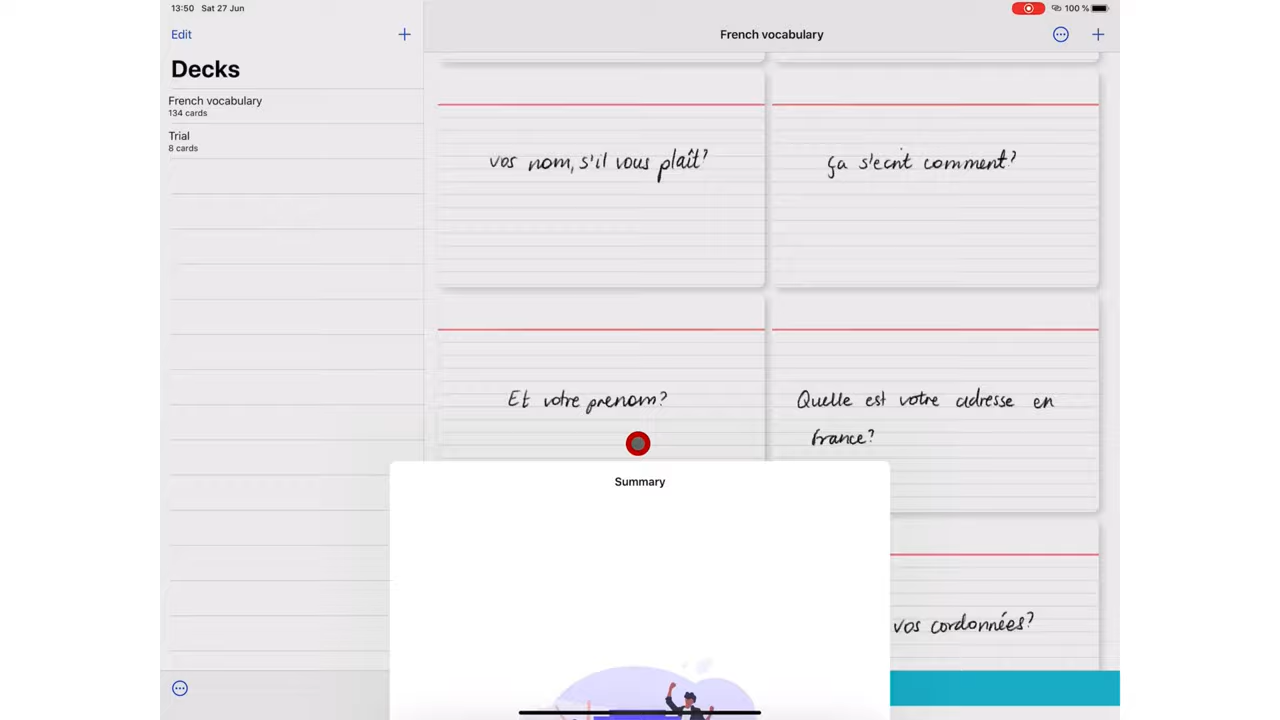 13:50 Sat 27 Jun
100 %
Edit
French vocabulary
Decks
French vocabulary
134 cards
Trial
8 cards
vos nom, s'il vous plaît?
ça s'ecrit comment?
Et votre prenom?
Quelle est votre adresse en
france?
Summary
vos cordonnées?